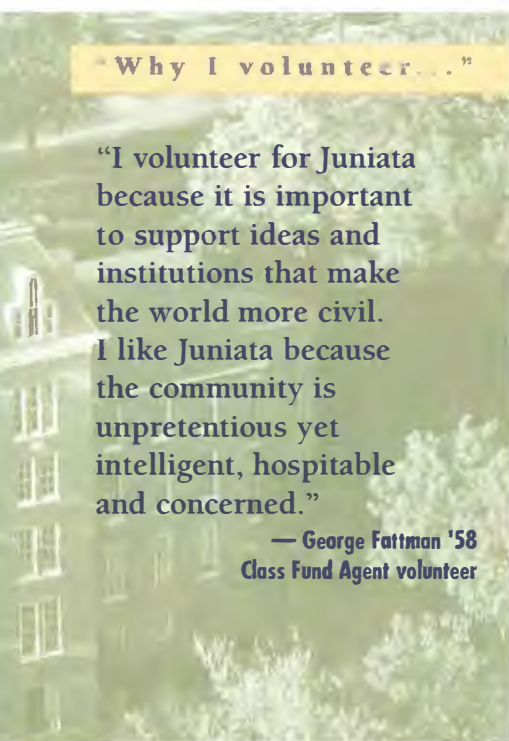 "Why I volunteer..."
“I volunteer for Juniata
because it is important
to support ideas and
institutions that make
the world more civil.
I like Juniata because
the community is
unpretentious yet
intelligent, hospitable
and concerned.”
— George Fattman '58
Class Fund Agent volunteer